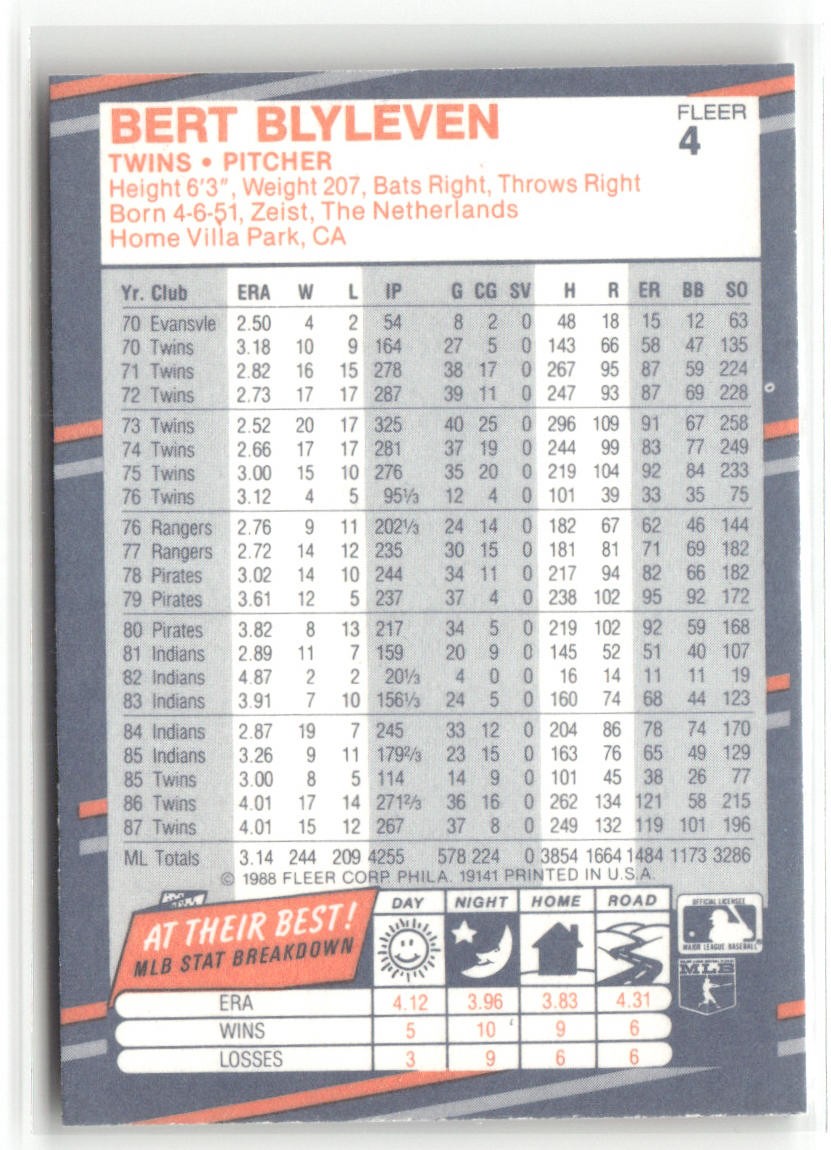 BERT BLYLEVEN
FLEER
4
TWINS • PITCHER
Height 6'3", Weight 207, Bats Right, Throws Right
Born 4-6-51, Zeist, The Netherlands
Home Villa Park, CA
Yr. Club ERA W L IP G CG SV H R ER BB SO
70 Evansvle 2.50 4 2 54 8 2 0 48 18 15 12 63
70 Twins 3.18 10 9 164 27 5 0 143 66 58 47 135
71 Twins 2.82 16 15 278 38 17 0 267 95 87 59 224
72 Twins 2.73 17 17 287 39 11 0 247 93 87 69 228
73 Twins 2.52 20 17 325 40 25 0 296 109 91 67 258
74 Twins 2.66 17 17 281 37 19 0 244 99 83 77 249
75 Twins 3.00 15 10 276 35 20 0 219 104 92 84 233
76 Twins 3.12 4 5 95⅓ 12 4 0 101 39 33 35 75
76 Rangers 2.76 9 11 202⅓ 24 14 0 182 67 62 46 144
77 Rangers 2.72 14 12 235 30 15 0 181 81 71 69 182
78 Pirates 3.02 14 10 244 34 11 0 217 94 82 66 182
79 Pirates 3.61 12 5 237 37 4 0 238 102 95 92 172
80 Pirates 3.82 8 13 217 34 5 0 219 102 92 59 168
81 Indians 2.89 11 7 159 20 9 0 145 52 51 40 107
82 Indians 4.87 2 2 20⅓ 4 0 0 16 14 11 11 19
83 Indians 3.91 7 10 156⅓ 24 5 0 160 74 68 44 123
84 Indians 2.87 19 7 245 33 12 0 204 86 78 74 170
85 Indians 3.26 9 11 179⅔ 23 15 0 163 76 65 49 129
85 Twins 3.00 8 5 114 14 9 0 101 45 38 26 77
86 Twins 4.01 17 14 271⅔ 36 16 0 262 134 121 58 215
87 Twins 4.01 15 12 267 37 8 0 249 132 119 101 196
ML Totals 3.14 244 209 4255 578 224 0 3854 1664 1484 1173 3286
© 1988 FLEER CORP. PHILA. 19141 PRINTED IN U.S.A.
AT THEIR BEST!
MLB STAT BREAKDOWN
DAY NIGHT HOME ROAD
OFFICIAL LICENSEE
MAJOR LEAGUE BASEBALL
MLB
ERA 4.12 3.96 3.83 4.31
WINS 5 10 9 6
LOSSES 3 9 6 6